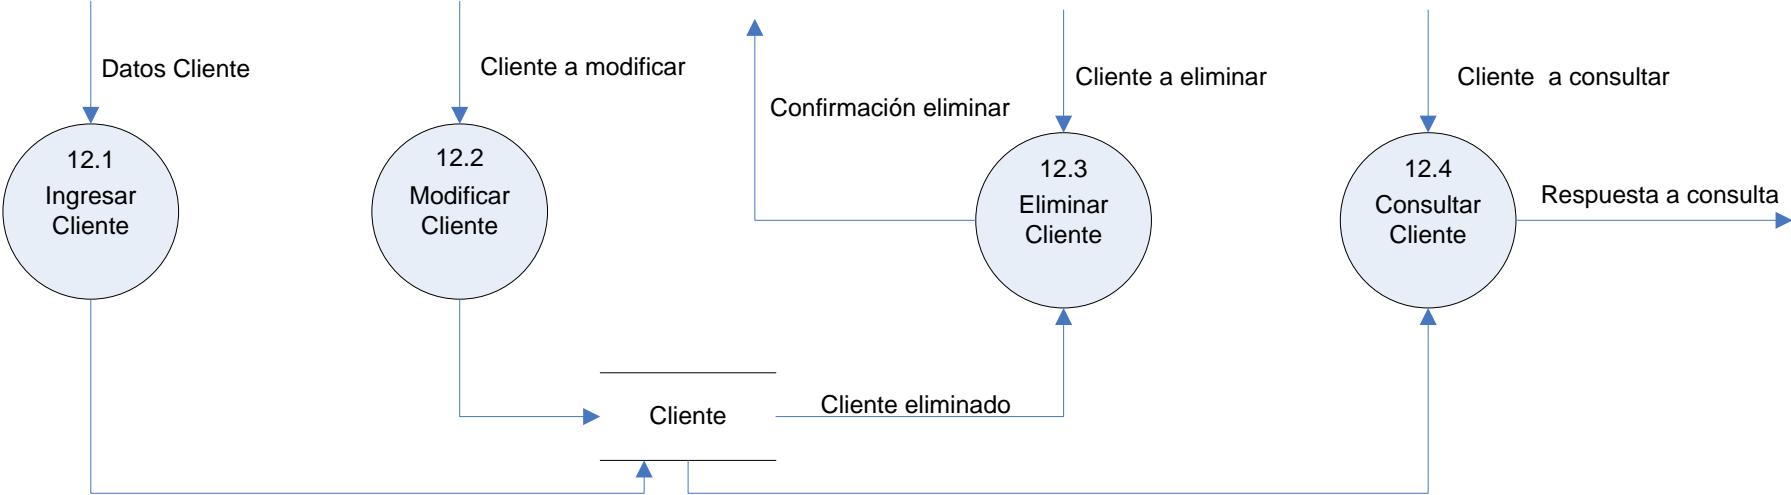 Datos Cliente
Cliente a modificar
Confirmación eliminar
Cliente a eliminar
Cliente  a consultar
12.1
Ingresar
Cliente
12.2
Modificar
Cliente
12.3
Eliminar
Cliente
12.4
Consultar
Cliente
Respuesta a consulta
Cliente
Cliente eliminado